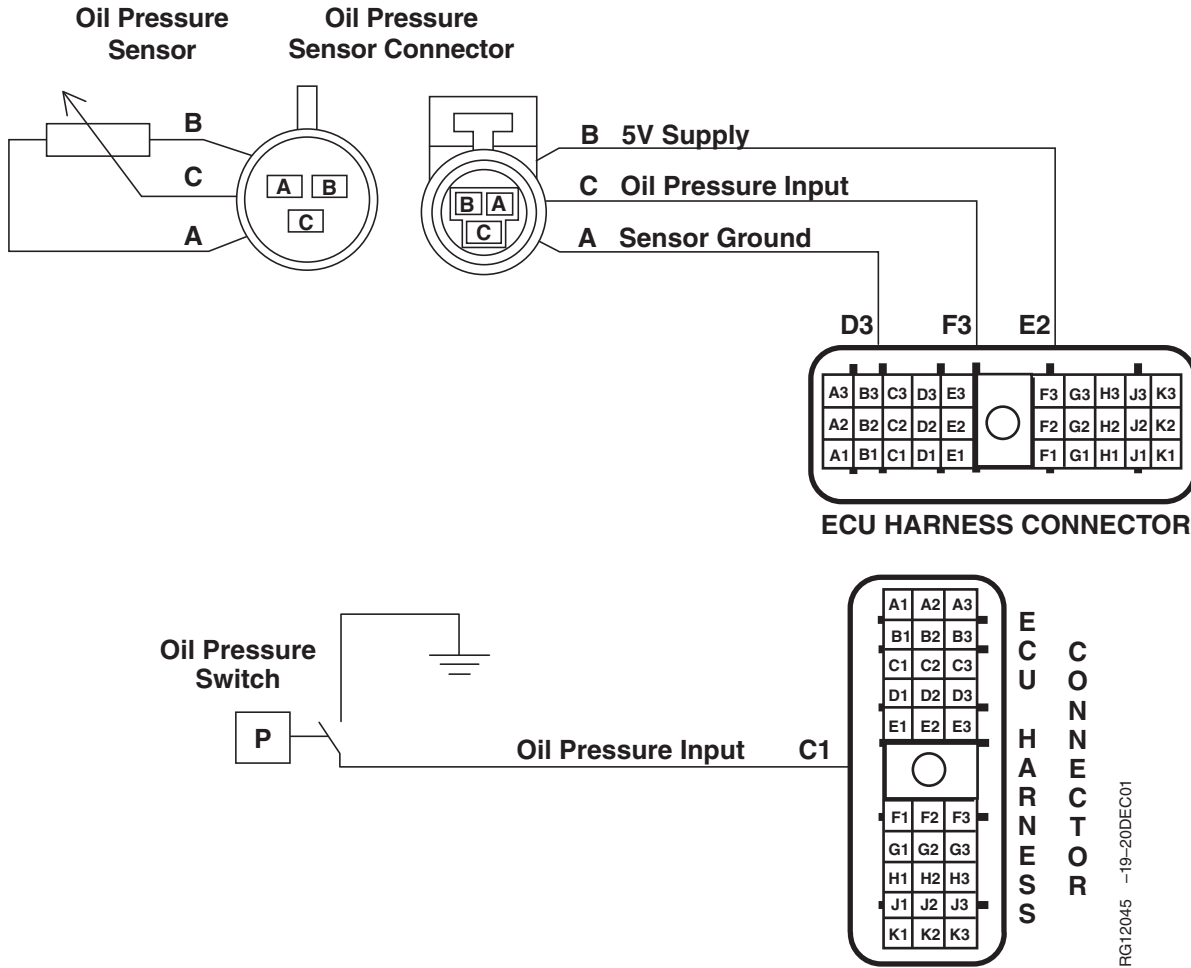 Oil Pressure
Sensor
Oil Pressure
Sensor Connector
B
C
A
A B
C
B A
C
B 5V Supply
C Oil Pressure Input
A Sensor Ground
D3 F3 E2
A3 B3 C3 D3 E3 F3 G3 H3 J3 K3
A2 B2 C2 D2 E2 F2 G2 H2 J2 K2
A1 B1 C1 D1 E1 F1 G1 H1 J1 K1
ECU HARNESS CONNECTOR
Oil Pressure
Switch
P
Oil Pressure Input C1
A1 A2 A3
B1 B2 B3
C1 C2 C3
D1 D2 D3
E1 E2 E3
F1 F2 F3
G1 G2 G3
H1 H2 H3
J1 J2 J3
K1 K2 K3
ECU HARNESS
CONNECTOR
RG12045 –19–20DEC01